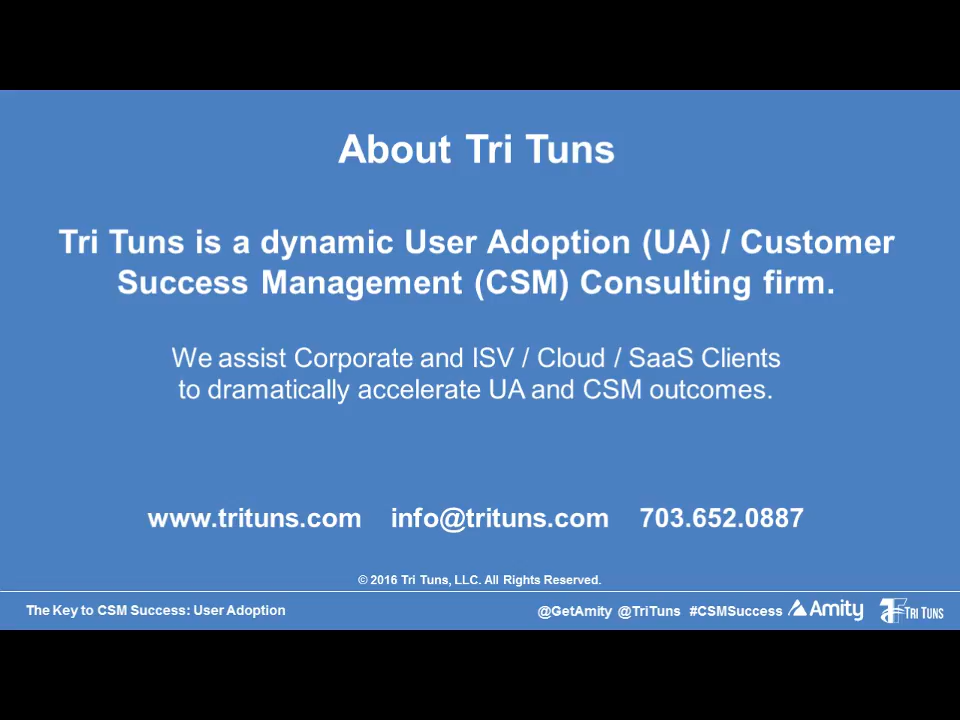 About Tri Tuns
Tri Tuns is a dynamic User Adoption (UA) / Customer
Success Management (CSM) Consulting firm.
We assist Corporate and ISV / Cloud / SaaS Clients
to dramatically accelerate UA and CSM outcomes.
www.trituns.com info@trituns.com 703.652.0887
© 2016 Tri Tuns, LLC. All Rights Reserved.
The Key to CSM Success: User Adoption @GetAmity @TriTuns #CSMSuccess Amity TRI TUNS